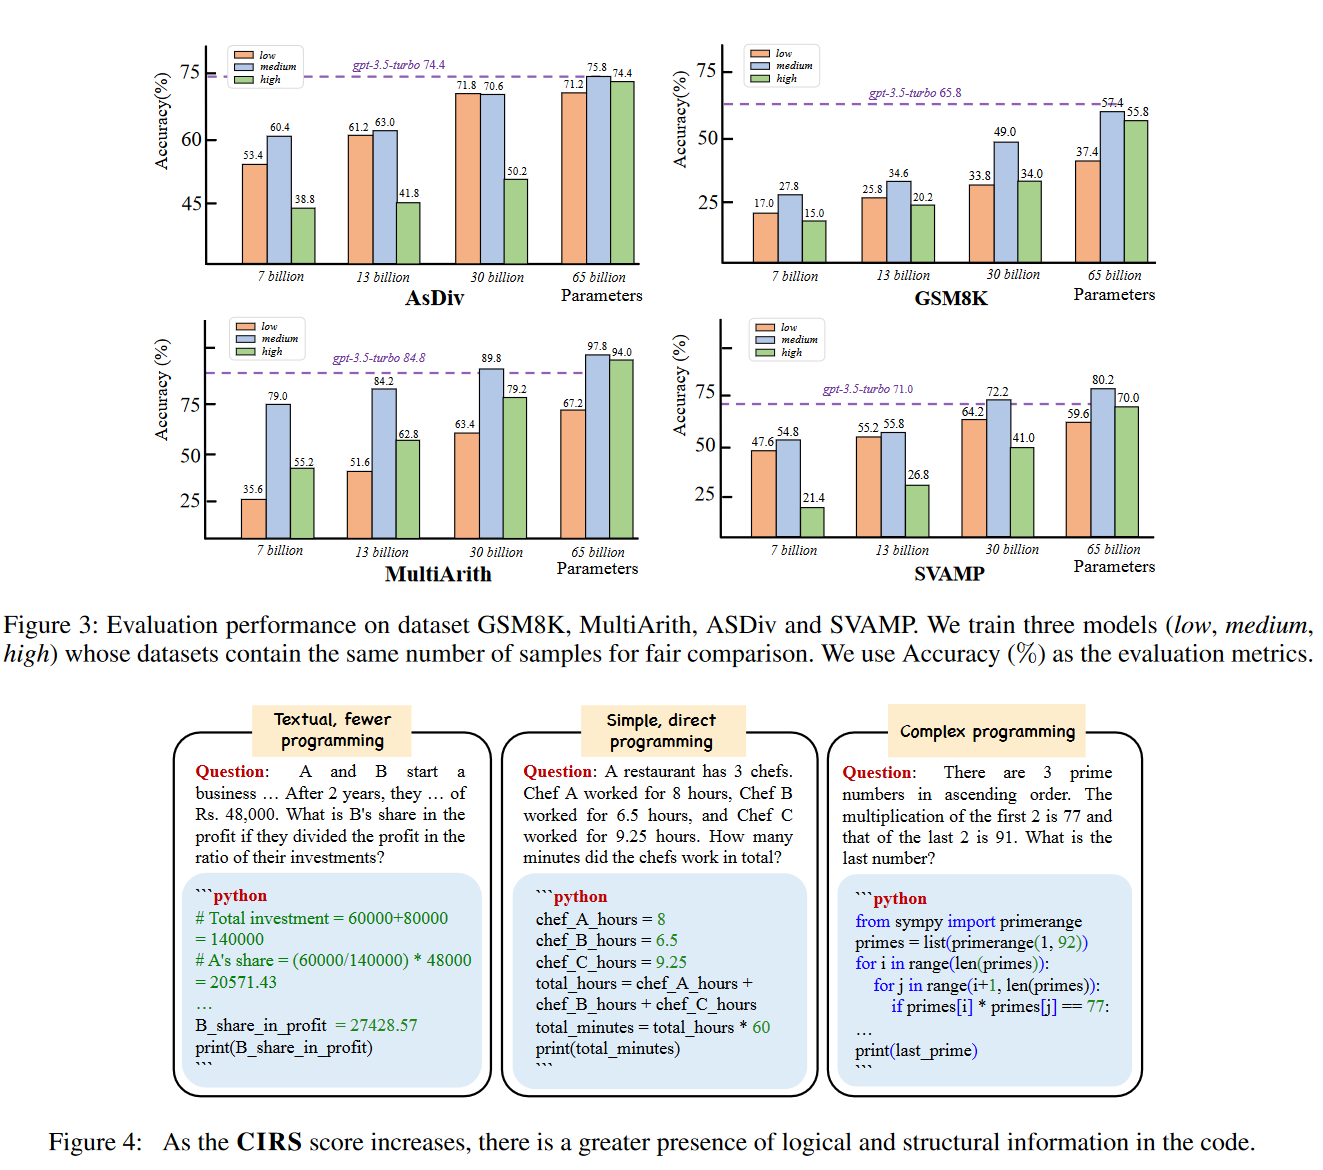 low
medium
high
gpt-3.5-turbo 74.4
Accuracy(%)
75
60
45
53.4
60.4
38.8
61.2
63.0
41.8
71.8
70.6
50.2
71.2
75.8
74.4
7 billion
13 billion
30 billion
65 billion
AsDiv
Parameters
low
medium
high
gpt-3.5-turbo 65.8
Accuracy(%)
75
50
25
17.0
27.8
15.0
25.8
34.6
20.2
33.8
49.0
34.0
37.4
57.4
55.8
7 billion
13 billion
30 billion
65 billion
GSM8K
Parameters
low
medium
high
gpt-3.5-turbo 84.8
Accuracy (%)
75
50
25
35.6
79.0
55.2
51.6
84.2
62.8
63.4
89.8
79.2
67.2
97.8
94.0
7 billion
13 billion
30 billion
65 billion
MultiArith
Parameters
low
medium
high
gpt-3.5-turbo 71.0
Accuracy (%)
75
50
25
47.6
54.8
21.4
55.2
55.8
26.8
64.2
72.2
41.0
59.6
80.2
70.0
7 billion
13 billion
30 billion
65 billion
SVAMP
Parameters
Figure 3: Evaluation performance on dataset GSM8K, MultiArith, ASDiv and SVAMP. We train three models (low, medium,
high) whose datasets contain the same number of samples for fair comparison. We use Accuracy (%) as the evaluation metrics.
Textual, fewer
programming
Question: A and B start a
business ... After 2 years, they ... of
Rs. 48,000. What is B's share in the
profit if they divided the profit in the
ratio of their investments?
```python
# Total investment = 60000+80000
= 140000
# A's share = (60000/140000) * 48000
= 20571.43
...
B_share_in_profit = 27428.57
print(B_share_in_profit)
```
Simple, direct
programming
Question: A restaurant has 3 chefs.
Chef A worked for 8 hours, Chef B
worked for 6.5 hours, and Chef C
worked for 9.25 hours. How many
minutes did the chefs work in total?
```python
chef_A_hours = 8
chef_B_hours = 6.5
chef_C_hours = 9.25
total_hours = chef_A_hours +
chef_B_hours + chef_C_hours
total_minutes = total_hours * 60
print(total_minutes)
```
Complex programming
Question: There are 3 prime
numbers in ascending order. The
multiplication of the first 2 is 77 and
that of the last 2 is 91. What is the
last number?
```python
from sympy import primerange
primes = list(primerange(1, 92))
for i in range(len(primes)):
for j in range(i+1, len(primes)):
if primes[i] * primes[j] == 77:
...
print(last_prime)
```
Figure 4: As the CIRS score increases, there is a greater presence of logical and structural information in the code.